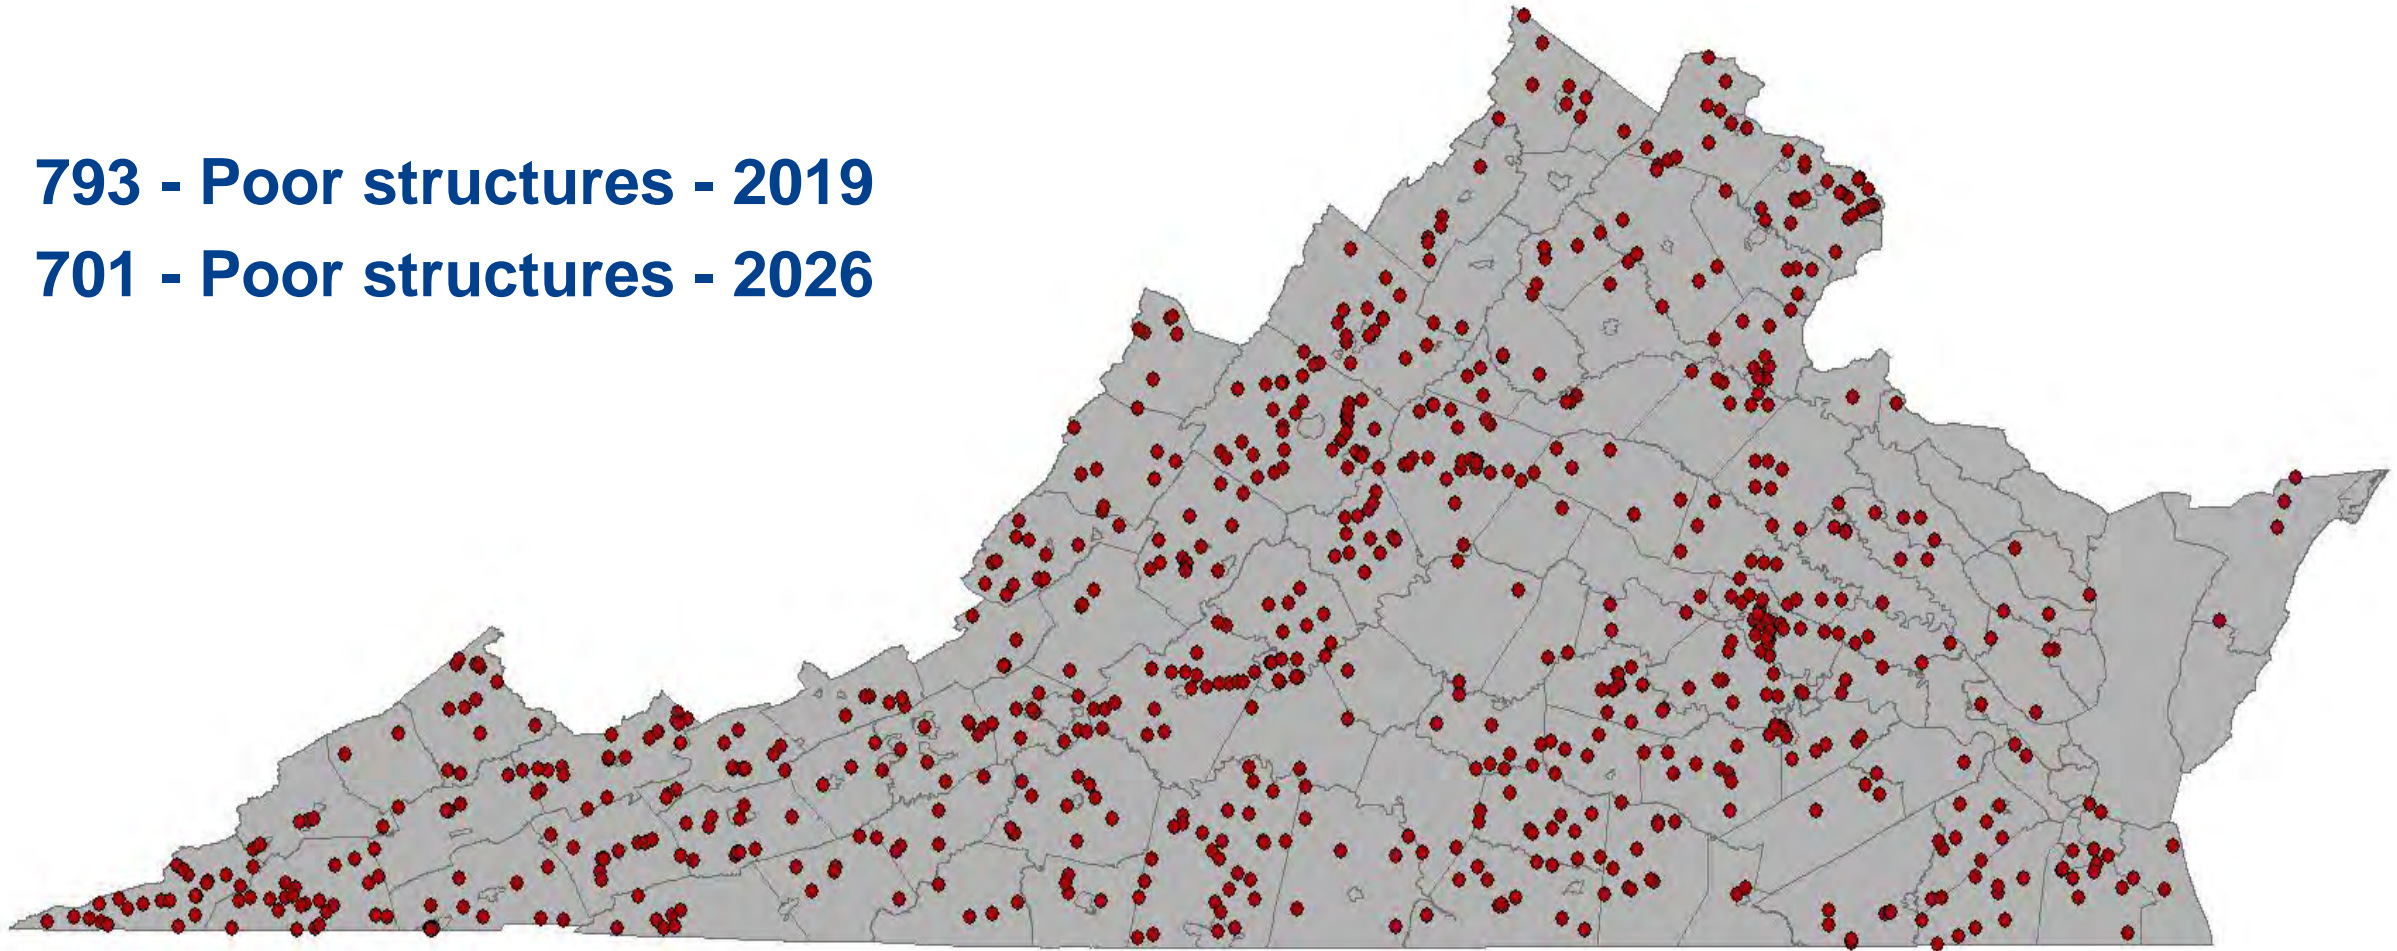 793 - Poor structures - 2019
701 - Poor structures - 2026